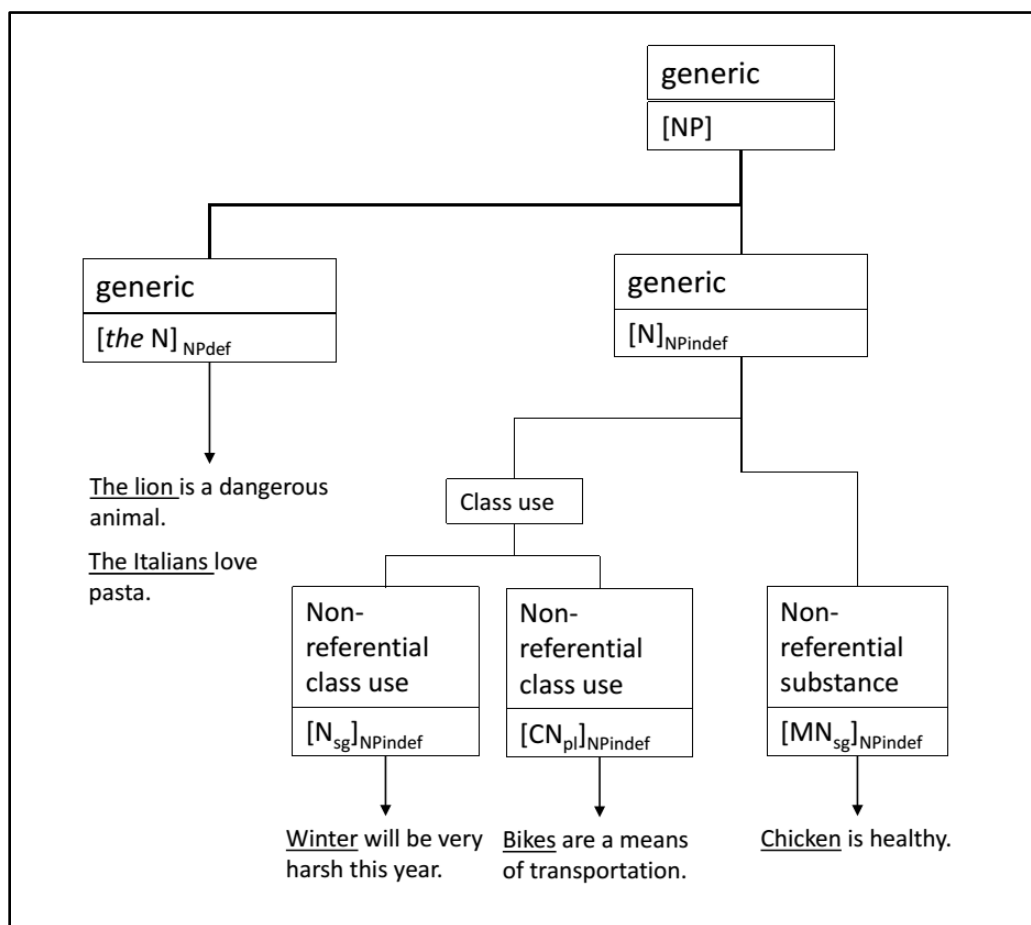 generic
[NP]
generic
[the N] NPdef
generic
[N]NPindef
The lion is a dangerous
animal.
The Italians love
pasta.
Class use
Non-
referential
class use
[Nsg]NPindef
Non-
referential
class use
[CNpl]NPindef
Non-
referential
substance
[MNsg]NPindef
Winter will be very
harsh this year.
Bikes are a means
of transportation.
Chicken is healthy.